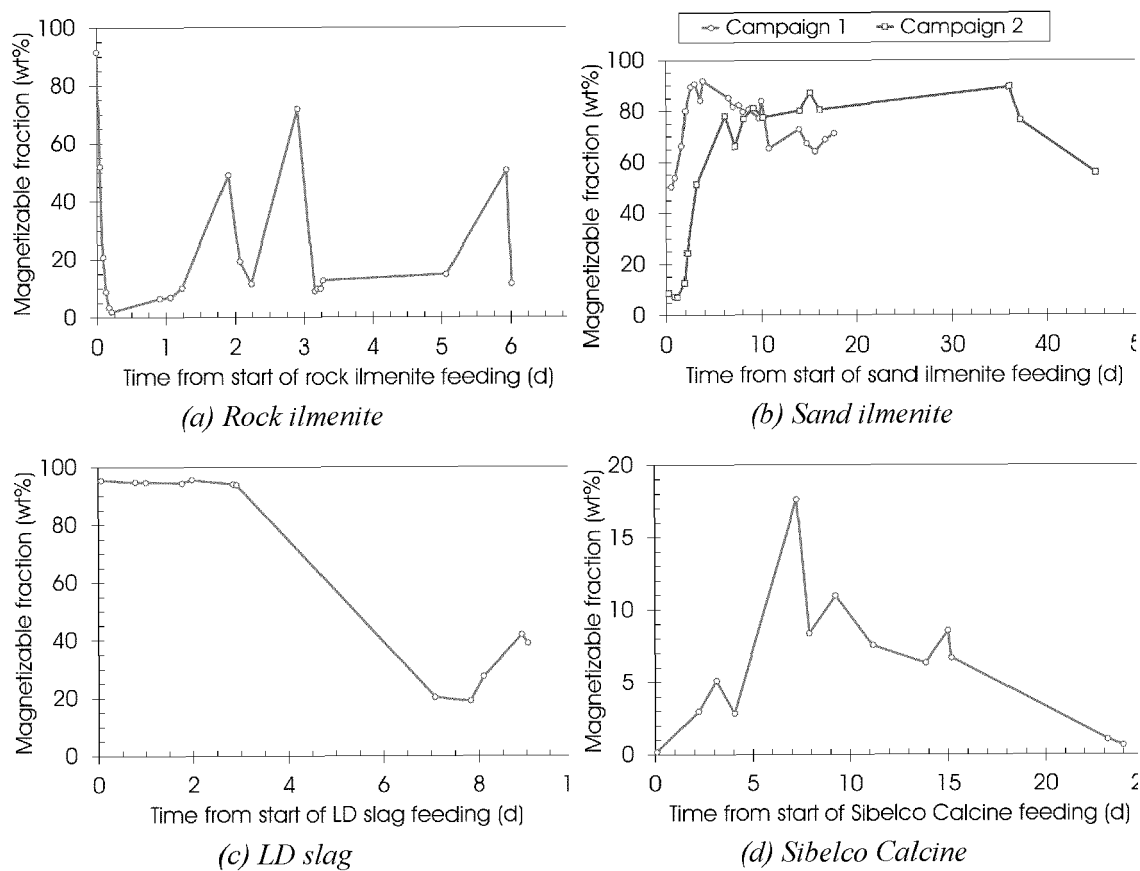 Campaign 1 Campaign 2
Magnetizable fraction (wt%)
100
80
60
40
20
0
0 1 2 3 4 5 6
Time from start of rock ilmenite feeding (d)
(a) Rock ilmenite
Magnetizable fraction (wt%)
100
80
60
40
20
0
0 10 20 30 40 5
Time from start of sand ilmenite feeding (d)
(b) Sand ilmenite
Magnetizable fraction (wt%)
100
80
60
40
20
0
0 2 4 6 8 1
Time from start of LD slag feeding (d)
(c) LD slag
Magnetizable fraction (wt%)
20
15
10
5
0
0 5 10 15 20 2
Time from start of Sibelco Calcine feeding (d)
(d) Sibelco Calcine